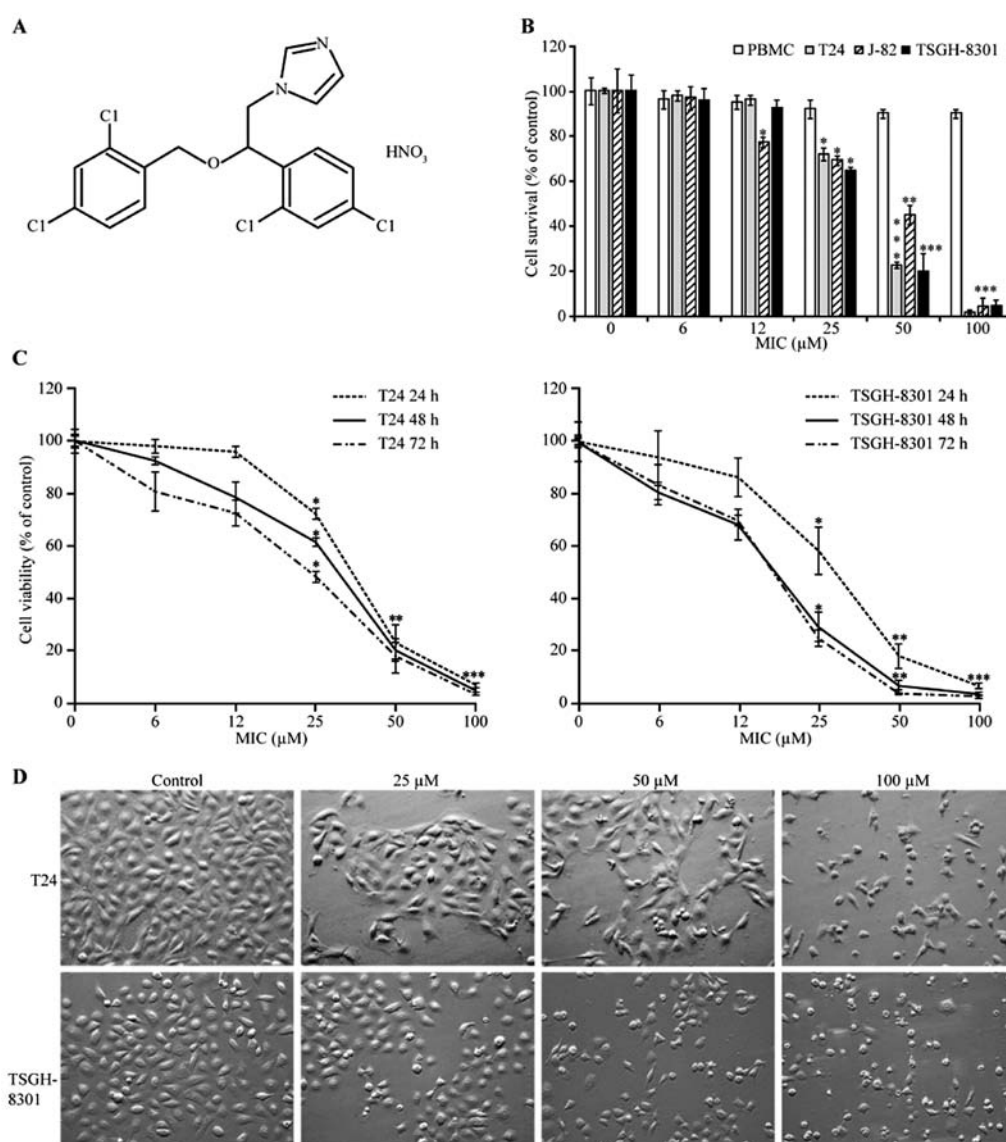 A
N
N
Cl
O
HNO₃
Cl
Cl
Cl
B
PBMC T24 J-82 TSGH-8301
120
100
80
60
40
20
0
Cell survival (% of control)
*
* * *
* * *
**
***
***
0 6 12 25 50 100
MIC (µM)
C
120
100
80
60
40
20
0
Cell viability (% of control)
T24 24 h
T24 48 h
T24 72 h
*
*
*
**
***
0 6 12 25 50 100
MIC (µM)
120
100
80
60
40
20
0
TSGH-8301 24 h
TSGH-8301 48 h
TSGH-8301 72 h
*
*
**
**
***
0 6 12 25 50 100
MIC (µM)
D
Control 25 µM 50 µM 100 µM
T24
TSGH-
8301